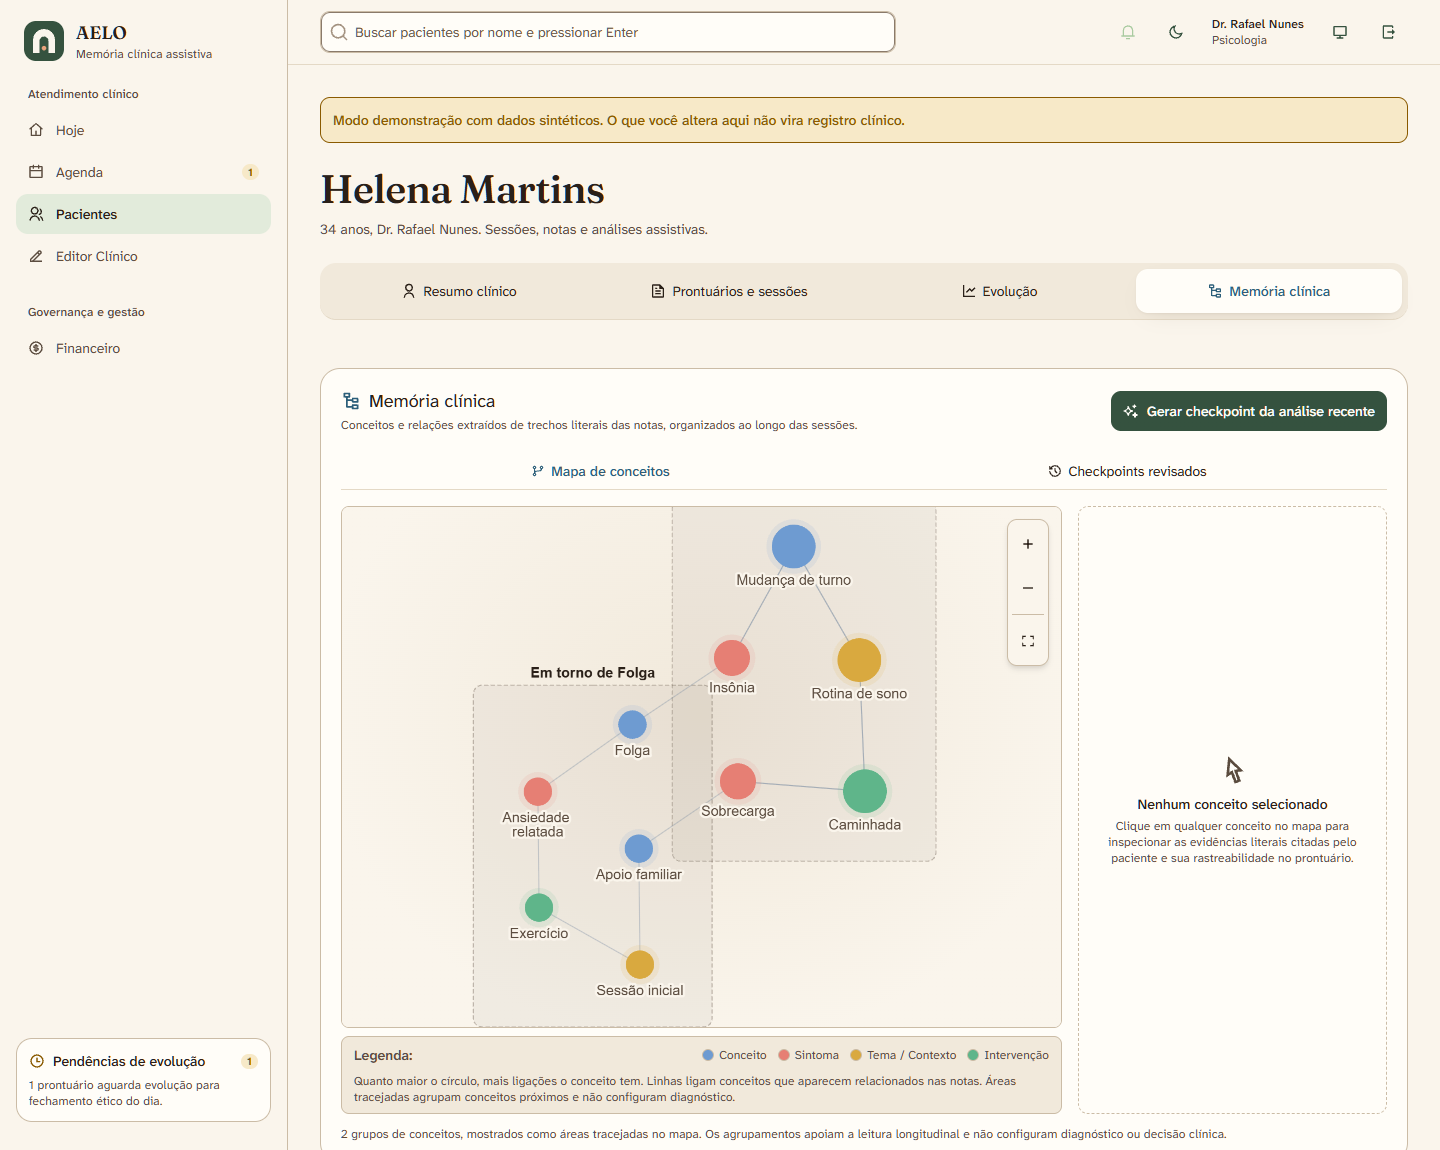 AELO
Memória clínica assistiva
Atendimento clínico
Hoje
Agenda
1
Pacientes
Editor Clínico
Governança e gestão
Financeiro
Pendências de evolução
1
1 prontuário aguarda evolução para
fechamento ético do dia.
Buscar pacientes por nome e pressionar Enter
Dr. Rafael Nunes
Psicologia
Modo demonstração com dados sintéticos. O que você altera aqui não vira registro clínico.
Helena Martins
34 anos, Dr. Rafael Nunes. Sessões, notas e análises assistivas.
Resumo clínico
Prontuários e sessões
Evolução
Memória clínica
Memória clínica
Conceitos e relações extraídos de trechos literais das notas, organizados ao longo das sessões.
Gerar checkpoint da análise recente
Mapa de conceitos
Checkpoints revisados
Mudança de turno
Em torno de Folga
Insônia
Rotina de sono
Folga
Ansiedade
relatada
Sobrecarga
Caminhada
Apoio familiar
Exercício
Sessão inicial
Legenda:
Conceito
Sintoma
Tema / Contexto
Intervenção
Quanto maior o círculo, mais ligações o conceito tem. Linhas ligam conceitos que aparecem relacionados nas notas. Áreas
tracejadas agrupam conceitos próximos e não configuram diagnóstico.
Nenhum conceito selecionado
Clique em qualquer conceito no mapa para
inspecionar as evidências literais citadas pelo
paciente e sua rastreabilidade no prontuário.
2 grupos de conceitos, mostrados como áreas tracejadas no mapa. Os agrupamentos apoiam a leitura longitudinal e não configuram diagnóstico ou decisão clínica.